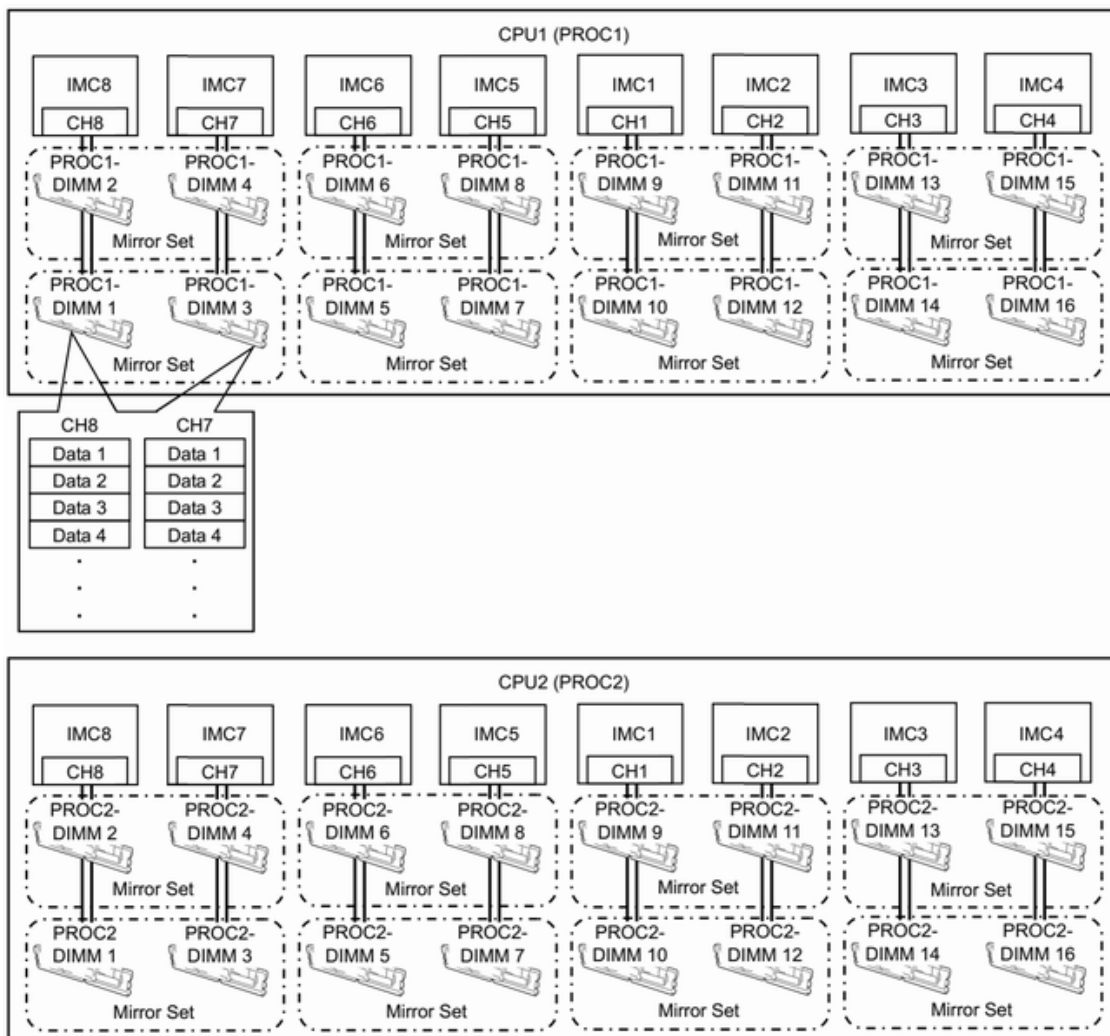 CPU1 (PROC1)
IMC8 IMC7 IMC6 IMC5 IMC1 IMC2 IMC3 IMC4
CH8 CH7 CH6 CH5 CH1 CH2 CH3 CH4
PROC1- PROC1- PROC1- PROC1- PROC1- PROC1- PROC1- PROC1-
DIMM 2 DIMM 4 DIMM 6 DIMM 8 DIMM 9 DIMM 11 DIMM 13 DIMM 15
Mirror Set Mirror Set Mirror Set Mirror Set
PROC1- PROC1- PROC1- PROC1- PROC1- PROC1- PROC1- PROC1-
DIMM 1 DIMM 3 DIMM 5 DIMM 7 DIMM 10 DIMM 12 DIMM 14 DIMM 16
Mirror Set Mirror Set Mirror Set Mirror Set
CH8 CH7
Data 1 Data 1
Data 2 Data 2
Data 3 Data 3
Data 4 Data 4
. .
. .
. .
CPU2 (PROC2)
IMC8 IMC7 IMC6 IMC5 IMC1 IMC2 IMC3 IMC4
CH8 CH7 CH6 CH5 CH1 CH2 CH3 CH4
PROC2- PROC2- PROC2- PROC2- PROC2- PROC2- PROC2- PROC2-
DIMM 2 DIMM 4 DIMM 6 DIMM 8 DIMM 9 DIMM 11 DIMM 13 DIMM 15
Mirror Set Mirror Set Mirror Set Mirror Set
PROC2 PROC2- PROC2- PROC2- PROC2- PROC2- PROC2- PROC2-
DIMM 1 DIMM 3 DIMM 5 DIMM 7 DIMM 10 DIMM 12 DIMM 14 DIMM 16
Mirror Set Mirror Set Mirror Set Mirror Set